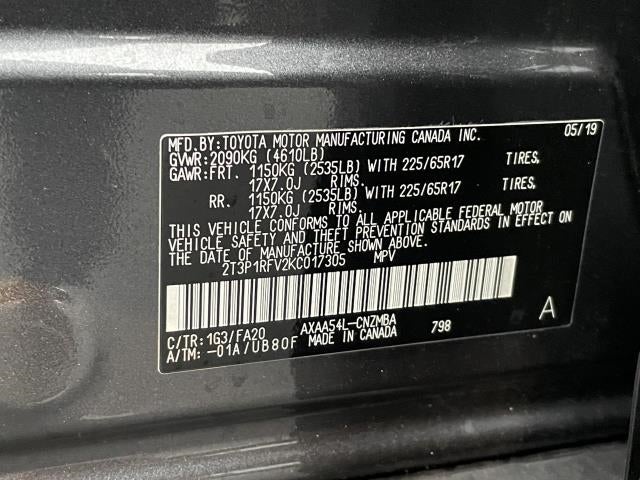 MFD.BY:TOYOTA MOTOR MANUFACTURING CANADA INC. 05/19
GVWR:2090KG (4610LB)
GAWR:FRT. 1150KG (2535LB) WITH 225/65R17 TIRES,
17X7.0J RIMS.
RR. 1150KG (2535LB) WITH 225/65R17 TIRES,
17X7.0J RIMS.
THIS VEHICLE CONFORMS TO ALL APPLICABLE FEDERAL MOTOR
VEHICLE SAFETY AND THEFT PREVENTION STANDARDS IN EFFECT ON
THE DATE OF MANUFACTURE SHOWN ABOVE.
2T3P1RFV2KC017305 MPV
A
C/TR:1G3/FA20 AXAA54L-CNZMBA 798
A/TM:-01A/UB80F MADE IN CANADA